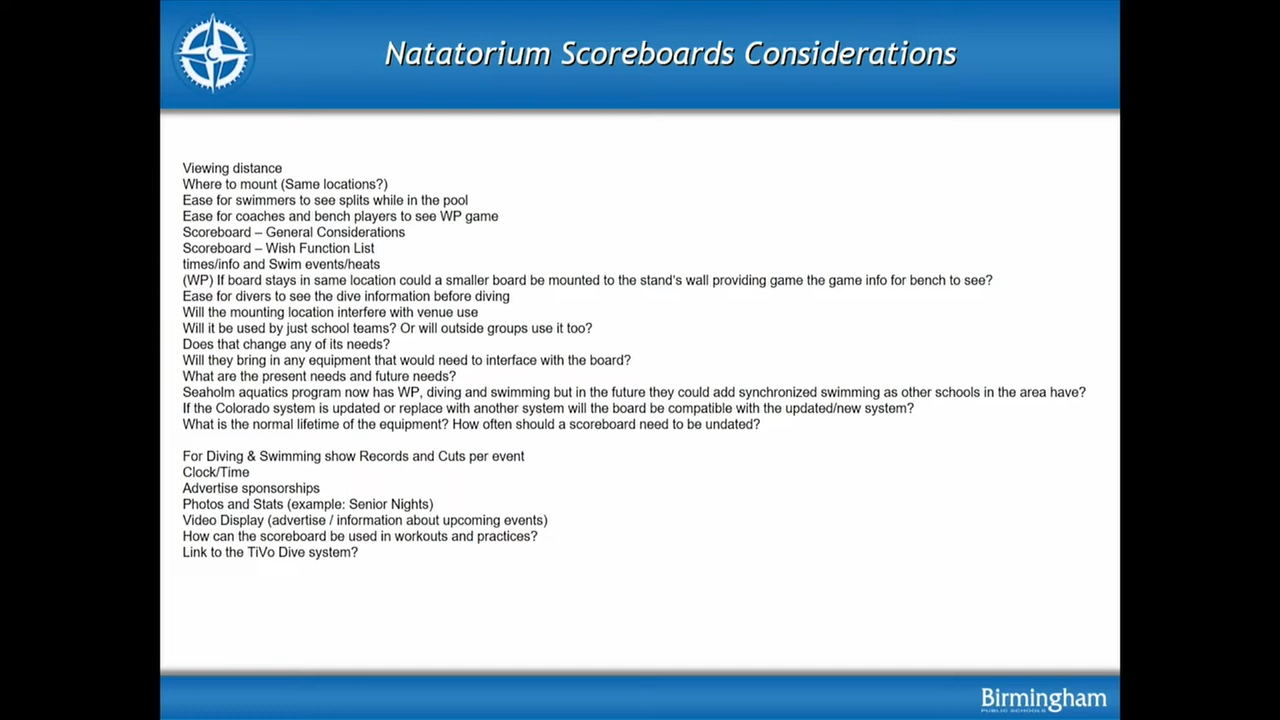 Natatorium Scoreboards Considerations
Viewing distance
Where to mount (Same locations?)
Ease for swimmers to see splits while in the pool
Ease for coaches and bench players to see WP game
Scoreboard – General Considerations
Scoreboard – Wish Function List
times/info and Swim events/heats
(WP) If board stays in same location could a smaller board be mounted to the stand's wall providing game the game info for bench to see?
Ease for divers to see the dive information before diving
Will the mounting location interfere with venue use
Will it be used by just school teams? Or will outside groups use it too?
Does that change any of its needs?
Will they bring in any equipment that would need to interface with the board?
What are the present needs and future needs?
Seaholm aquatics program now has WP, diving and swimming but in the future they could add synchronized swimming as other schools in the area have?
If the Colorado system is updated or replace with another system will the board be compatible with the updated/new system?
What is the normal lifetime of the equipment? How often should a scoreboard need to be undated?
For Diving & Swimming show Records and Cuts per event
Clock/Time
Advertise sponsorships
Photos and Stats (example: Senior Nights)
Video Display (advertise / information about upcoming events)
How can the scoreboard be used in workouts and practices?
Link to the TiVo Dive system?
Birmingham
PUBLIC SCHOOLS